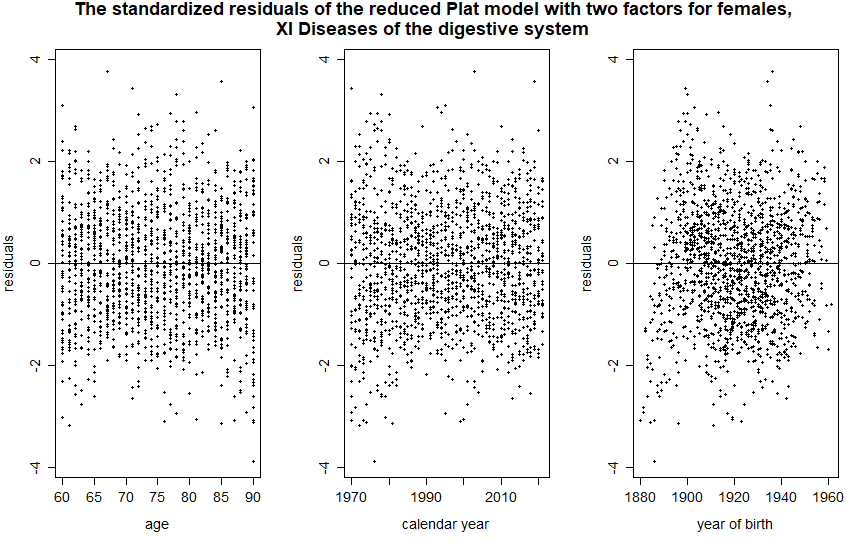 The standardized residuals of the reduced Plat model with two factors for females,
XI Diseases of the digestive system
residuals
4
2
0
-2
-4
60 65 70 75 80 85 90
age
residuals
4
2
0
-2
-4
1970 1990 2010
calendar year
residuals
4
2
0
-2
-4
1880 1900 1920 1940 1960
year of birth